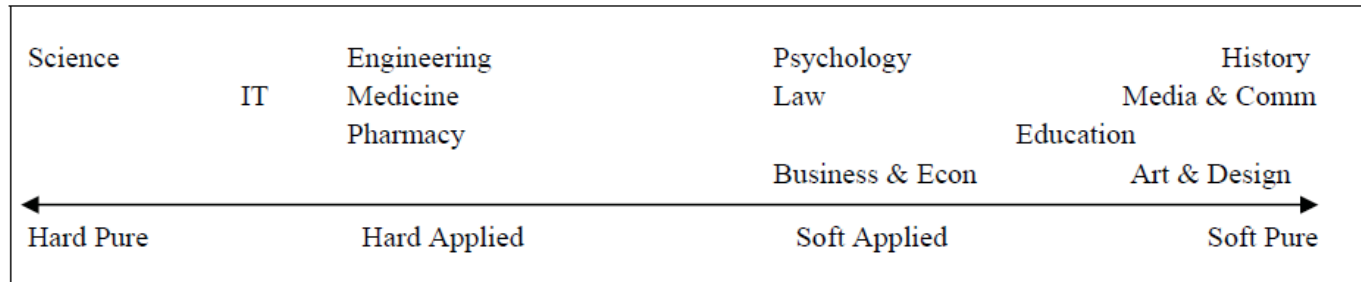 Science Engineering Psychology History
IT Medicine Law Media & Comm
Pharmacy Education
Business & Econ Art & Design
Hard Pure Hard Applied Soft Applied Soft Pure